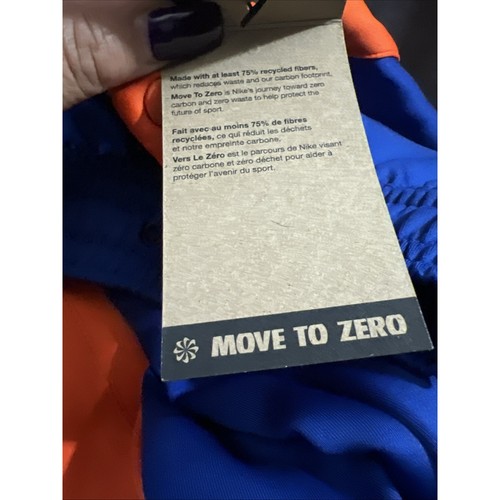 Made with at least 75% recycled fibers,
which reduces waste and our carbon footprint.
Move To Zero is Nike's journey toward zero
carbon and zero waste to help protect the
future of sport.
Fait avec au moins 75% de fibres
recyclées, ce qui réduit les déchets
et notre empreinte carbone.
Vers Le Zéro est le parcours de Nike visant
zéro carbone et zéro déchet pour aider à
protéger l'avenir du sport.
MOVE TO ZERO